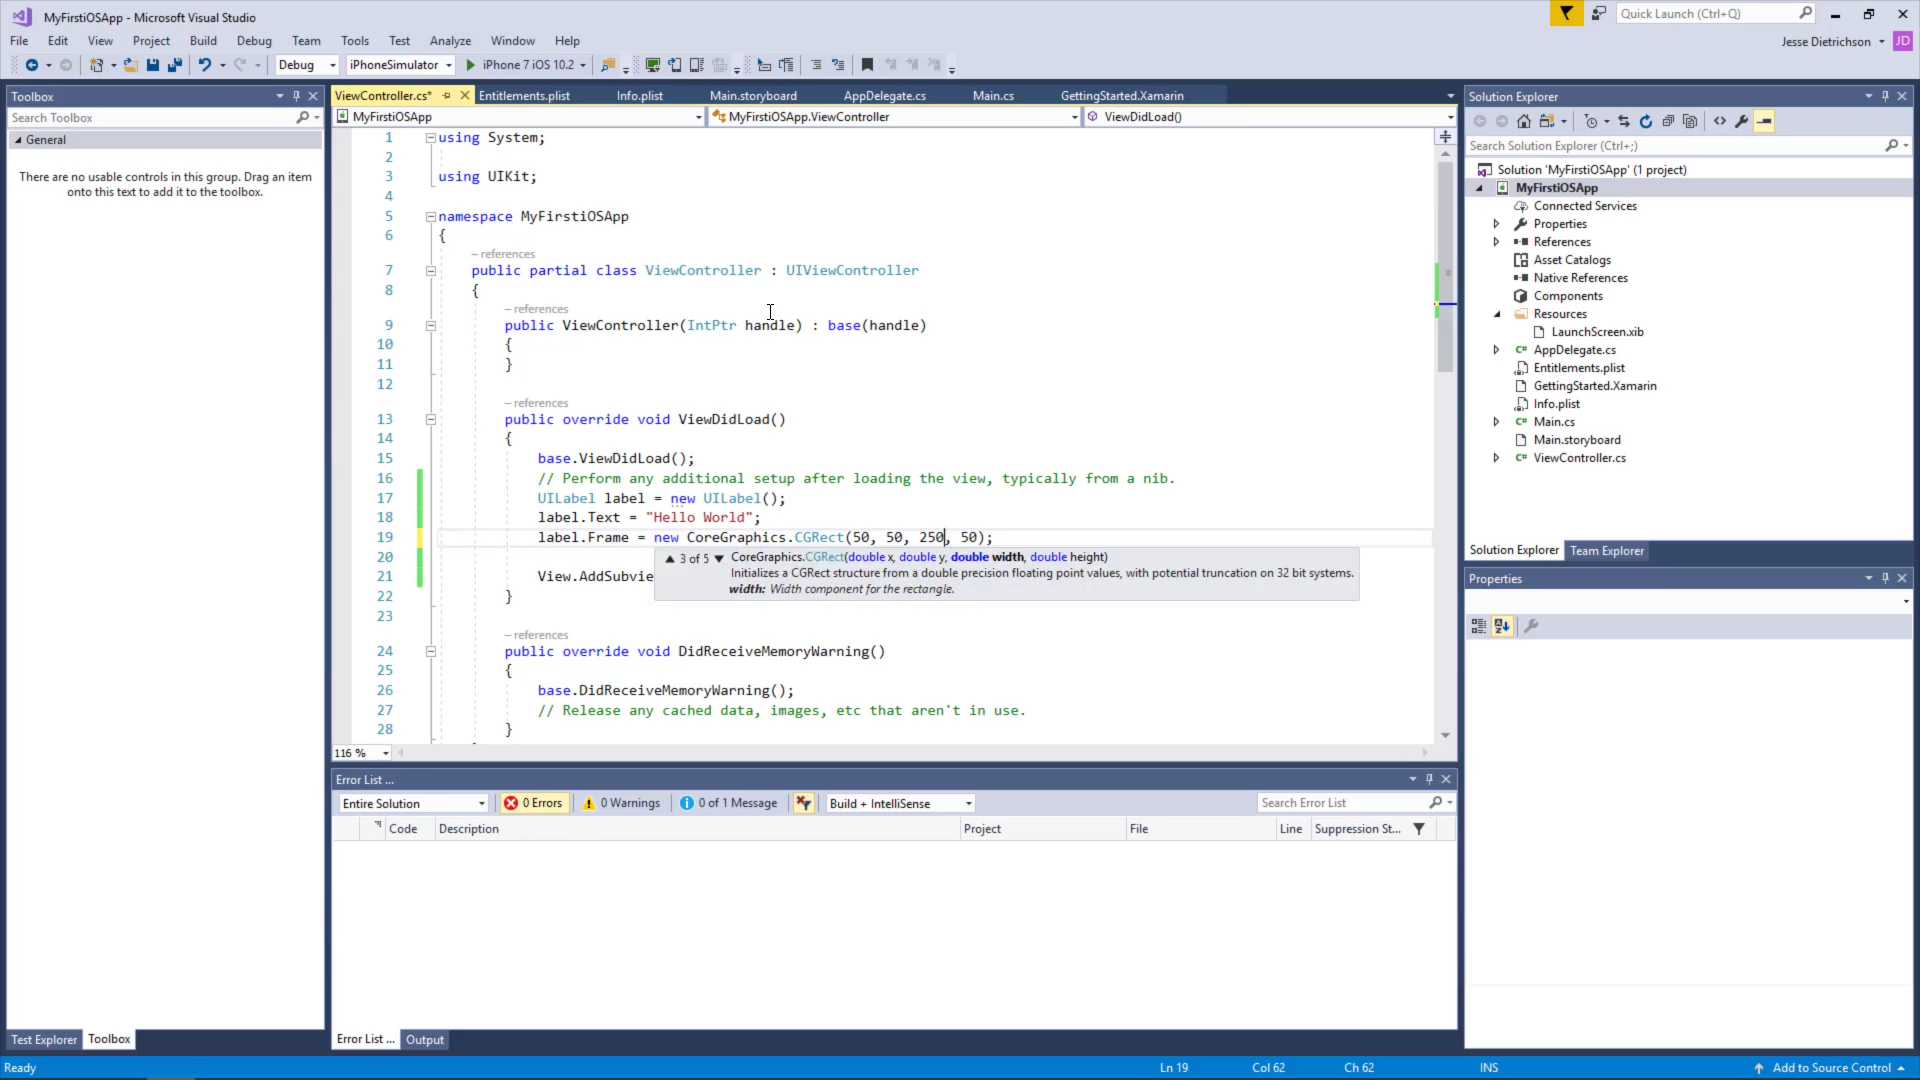 MyFirstiOSApp - Microsoft Visual Studio
Quick Launch (Ctrl+Q)
File Edit View Project Build Debug Team Tools Test Analyze Window Help
Jesse Dietrichson JD
Debug iPhoneSimulator iPhone 7 iOS 10.2
Toolbox
Search Toolbox
General
There are no usable controls in this group. Drag an item
onto this text to add it to the toolbox.
Test Explorer Toolbox
ViewController.cs* Entitlements.plist Info.plist Main.storyboard AppDelegate.cs Main.cs GettingStarted.Xamarin
MyFirstiOSApp MyFirstiOSApp.ViewController ViewDidLoad()
1 using System;
2
3 using UIKit;
4
5 namespace MyFirstiOSApp
6 {
– references
7 public partial class ViewController : UIViewController
8 {
– references
9 public ViewController(IntPtr handle) : base(handle)
10 {
11 }
12
– references
13 public override void ViewDidLoad()
14 {
15 base.ViewDidLoad();
16 // Perform any additional setup after loading the view, typically from a nib.
17 UILabel label = new UILabel();
18 label.Text = "Hello World";
19 label.Frame = new CoreGraphics.CGRect(50, 50, 250, 50);
20
▲ 3 of 5 ▼ CoreGraphics.CGRect(double x, double y, double width, double height)
Initializes a CGRect structure from a double precision floating point values, with potential truncation on 32 bit systems.
width: Width component for the rectangle.
21 View.AddSubvie
22 }
23
– references
24 public override void DidReceiveMemoryWarning()
25 {
26 base.DidReceiveMemoryWarning();
27 // Release any cached data, images, etc that aren't in use.
28 }
116 %
Error List ...
Entire Solution 0 Errors 0 Warnings 0 of 1 Message Build + IntelliSense Search Error List
Code Description Project File Line Suppression St...
Error List ... Output
Solution Explorer
Search Solution Explorer (Ctrl+;)
Solution 'MyFirstiOSApp' (1 project)
MyFirstiOSApp
Connected Services
Properties
References
Asset Catalogs
Native References
Components
Resources
LaunchScreen.xib
C# AppDelegate.cs
Entitlements.plist
GettingStarted.Xamarin
Info.plist
C# Main.cs
Main.storyboard
C# ViewController.cs
Solution Explorer Team Explorer
Properties
Ready Ln 19 Col 62 Ch 62 INS Add to Source Control